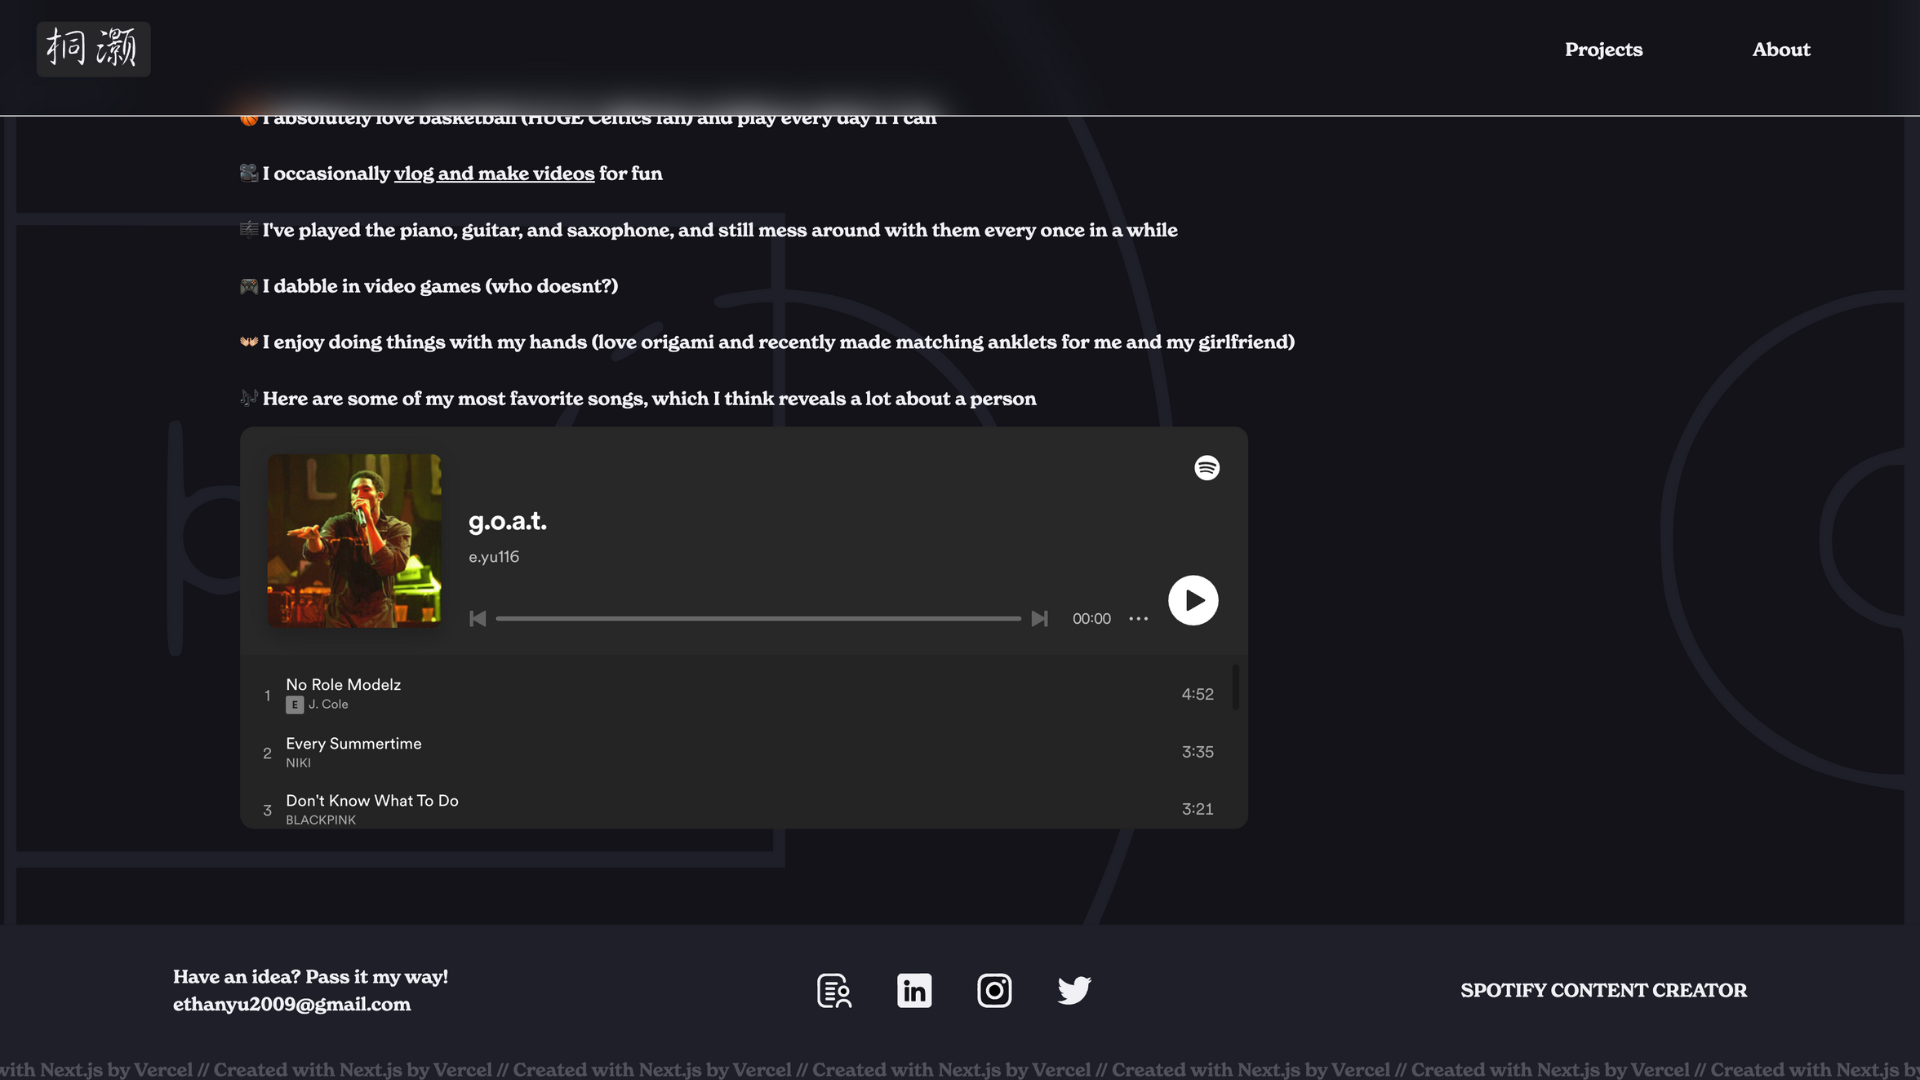 桐灏
Projects
About
I absolutely love basketball (HUGE Celtics fan) and play every day if I can
I occasionally vlog and make videos for fun
I've played the piano, guitar, and saxophone, and still mess around with them every once in a while
I dabble in video games (who doesnt?)
I enjoy doing things with my hands (love origami and recently made matching anklets for me and my girlfriend)
Here are some of my most favorite songs, which I think reveals a lot about a person
g.o.a.t.
e.yu116
00:00
1
No Role Modelz
E J. Cole
4:52
2
Every Summertime
NIKI
3:35
3
Don't Know What To Do
BLACKPINK
3:21
Have an idea? Pass it my way!
ethanyu2009@gmail.com
in
SPOTIFY CONTENT CREATOR
with Next.js by Vercel // Created with Next.js by Vercel // Created with Next.js by Vercel // Created with Next.js by Vercel // Created with Next.js by Vercel // Created with Next.js by Vercel // Created with Next.js by